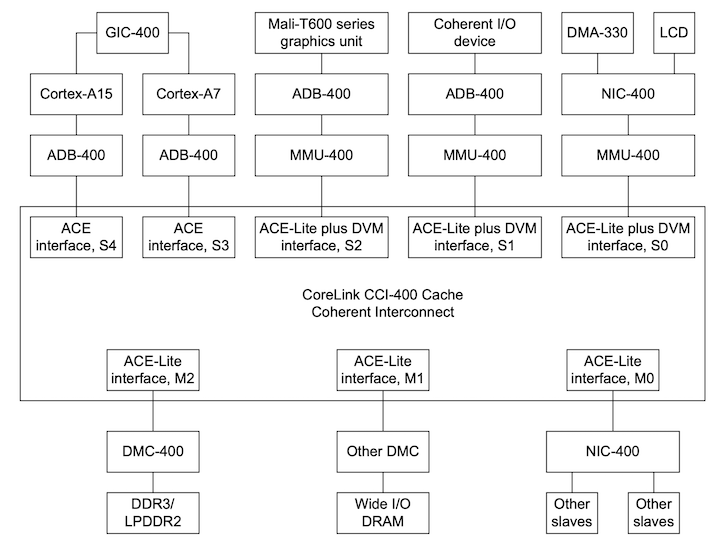 GIC-400
Mali-T600 series
graphics unit
Coherent I/O
device
DMA-330
LCD
Cortex-A15
Cortex-A7
ADB-400
ADB-400
NIC-400
ADB-400
ADB-400
MMU-400
MMU-400
MMU-400
ACE
interface, S4
ACE
interface, S3
ACE-Lite plus DVM
interface, S2
ACE-Lite plus DVM
interface, S1
ACE-Lite plus DVM
interface, S0
CoreLink CCI-400 Cache
Coherent Interconnect
ACE-Lite
interface, M2
ACE-Lite
interface, M1
ACE-Lite
interface, M0
DMC-400
Other DMC
NIC-400
DDR3/
LPDDR2
Wide I/O
DRAM
Other
slaves
Other
slaves